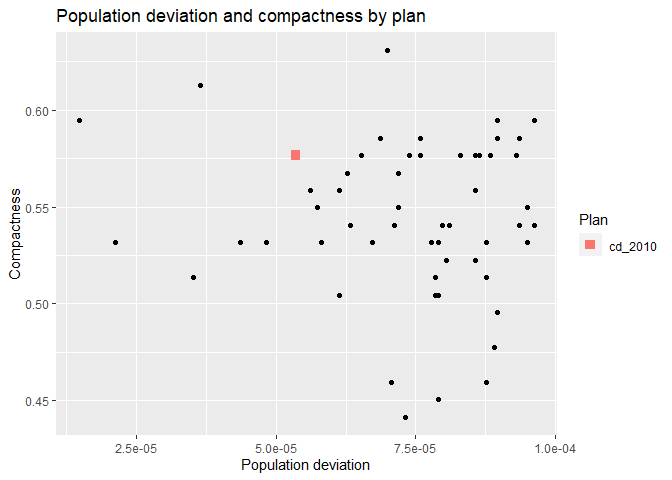 Population deviation and compactness by plan
Compactness
0.60
0.55
0.50
0.45
2.5e-05 5.0e-05 7.5e-05 1.0e-04
Population deviation
Plan
cd_2010